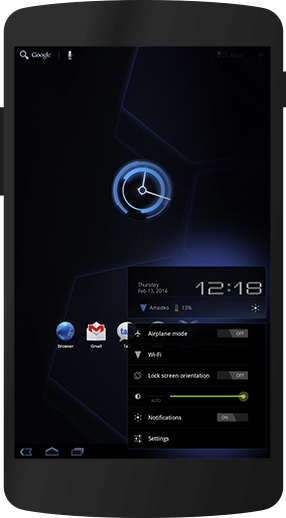 Google
Thursday
Feb 13, 2014
12:18
Amadeo 13%
Browser
Gmail
Airplane mode OFF
Wi-Fi
Lock screen orientation OFF
AUTO
Notifications ON
Settings